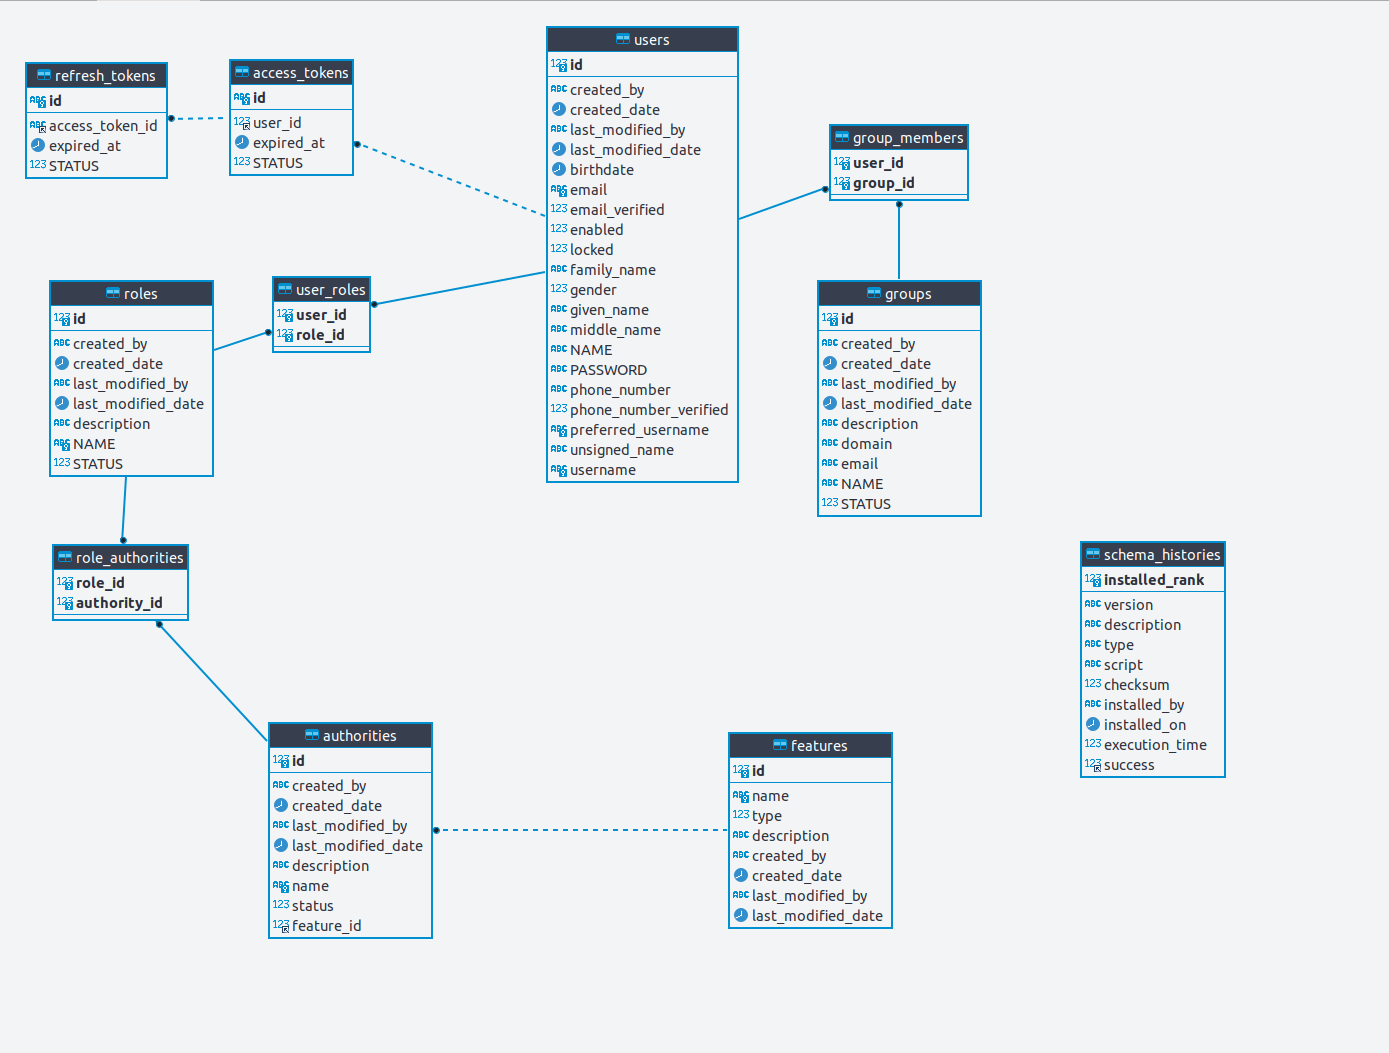 users
id
created_by
created_date
last_modified_by
last_modified_date
birthdate
email
email_verified
enabled
locked
family_name
gender
given_name
middle_name
NAME
PASSWORD
phone_number
phone_number_verified
preferred_username
unsigned_name
username
refresh_tokens
id
access_token_id
expired_at
STATUS
access_tokens
id
user_id
expired_at
STATUS
group_members
user_id
group_id
roles
id
created_by
created_date
last_modified_by
last_modified_date
description
NAME
STATUS
user_roles
user_id
role_id
groups
id
created_by
created_date
last_modified_by
last_modified_date
description
domain
email
NAME
STATUS
role_authorities
role_id
authority_id
schema_histories
installed_rank
version
description
type
script
checksum
installed_by
installed_on
execution_time
success
authorities
id
created_by
created_date
last_modified_by
last_modified_date
description
name
status
feature_id
features
id
name
type
description
created_by
created_date
last_modified_by
last_modified_date